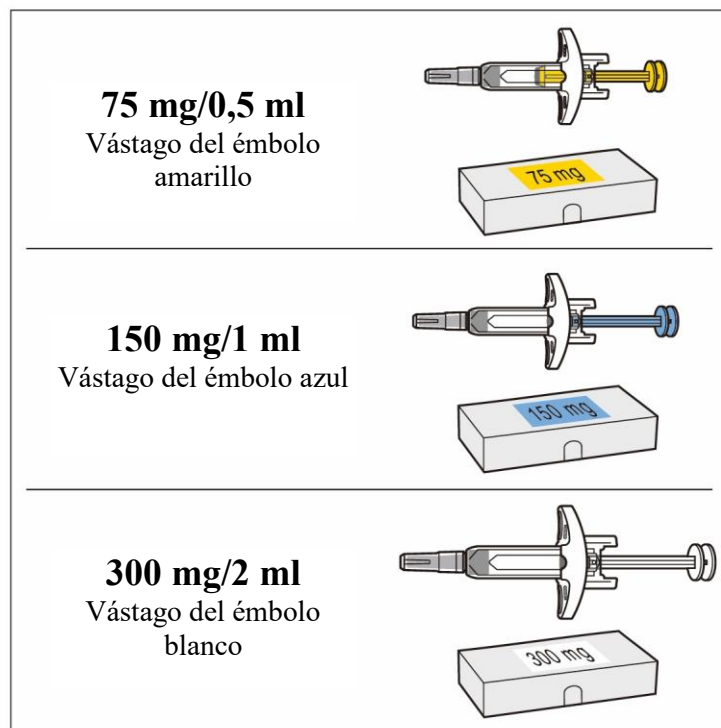 75 mg/0,5 ml
Vástago del émbolo
amarillo
75 mg
150 mg/1 ml
Vástago del émbolo azul
150 mg
300 mg/2 ml
Vástago del émbolo
blanco
300 mg